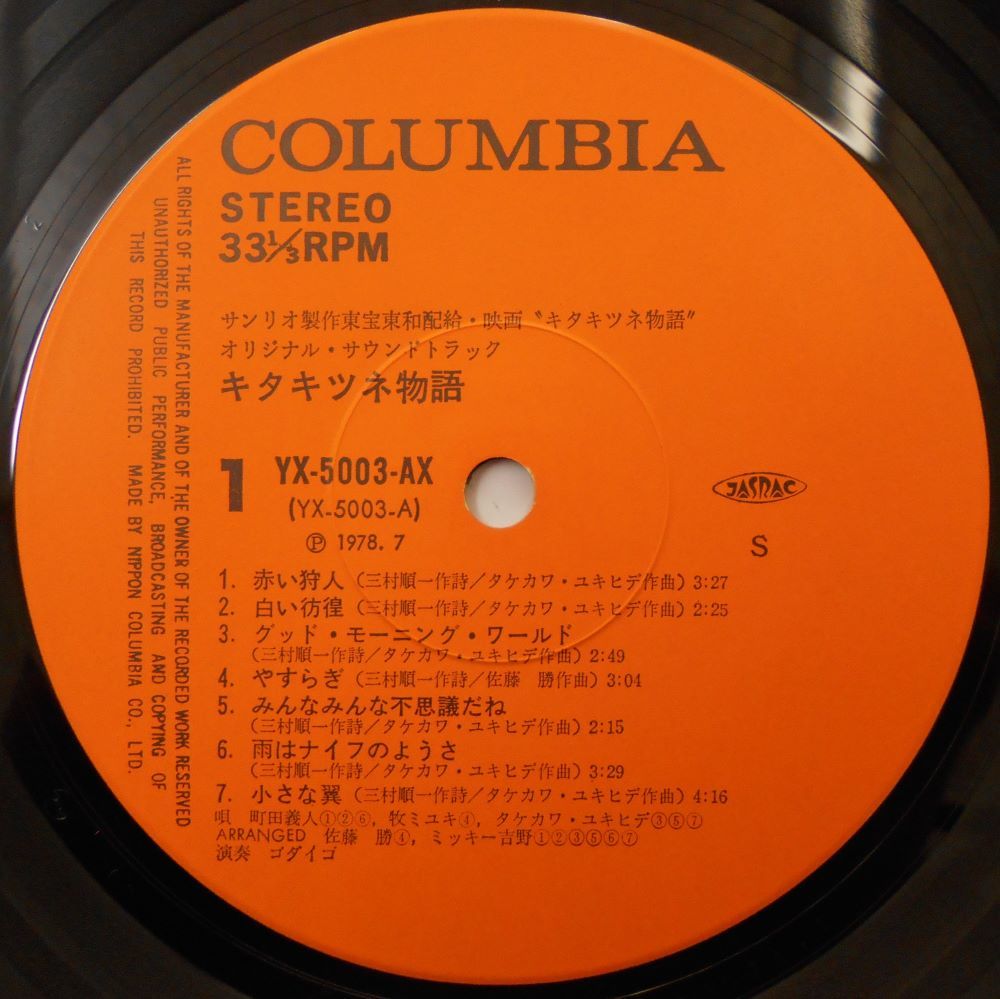 COLUMBIA
STEREO
33⅓RPM
サンリオ製作東宝東和配給・映画〝キタキツネ物語〟
オリジナル・サウンドトラック
キタキツネ物語
1 YX-5003-AX
(YX-5003-A)
Ⓟ 1978. 7
JASRAC
S
1. 赤い狩人（三村順一作詩／タケカワ・ユキヒデ作曲）3:27
2. 白い彷徨（三村順一作詩／タケカワ・ユキヒデ作曲）2:25
3. グッド・モーニング・ワールド
（三村順一作詩／タケカワ・ユキヒデ作曲）2:49
4. やすらぎ（三村順一作詩／佐藤 勝作曲）3:04
5. みんなみんな不思議だね
（三村順一作詩／タケカワ・ユキヒデ作曲）2:15
6. 雨はナイフのようさ
（三村順一作詩／タケカワ・ユキヒデ作曲）3:29
7. 小さな翼（三村順一作詩／タケカワ・ユキヒデ作曲）4:16
唄 町田義人①②⑥, 牧ミユキ④, タケカワ・ユキヒデ③⑤⑦
ARRANGED 佐藤 勝④, ミッキー吉野①②③⑤⑥⑦
演奏 ゴダイゴ
ALL RIGHTS OF THE MANUFACTURER AND OF THE OWNER OF THE RECORDED WORK RESERVED
UNAUTHORIZED PUBLIC PERFORMANCE, BROADCASTING AND COPYING OF
THIS RECORD PROHIBITED. MADE BY NIPPON COLUMBIA CO., LTD.